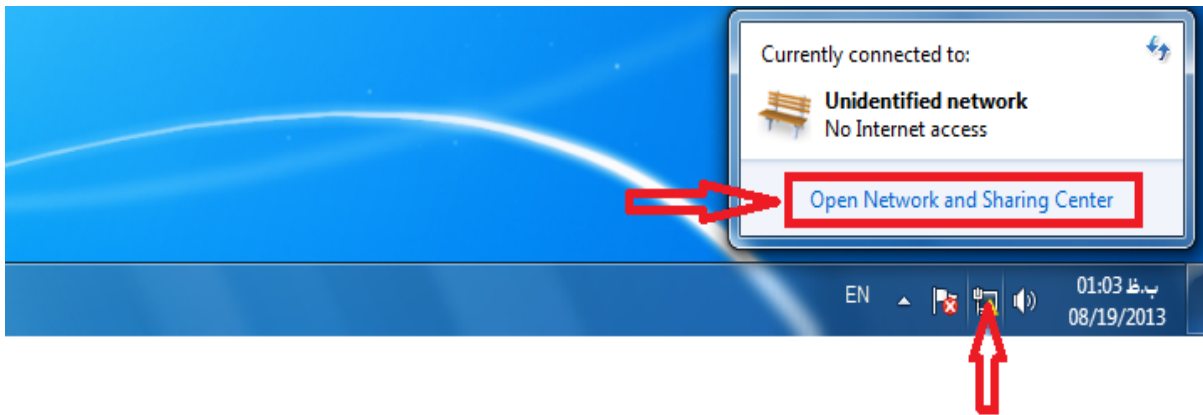 Currently connected to:
Unidentified network
No Internet access
Open Network and Sharing Center
EN
01:03 ب.ظ
08/19/2013